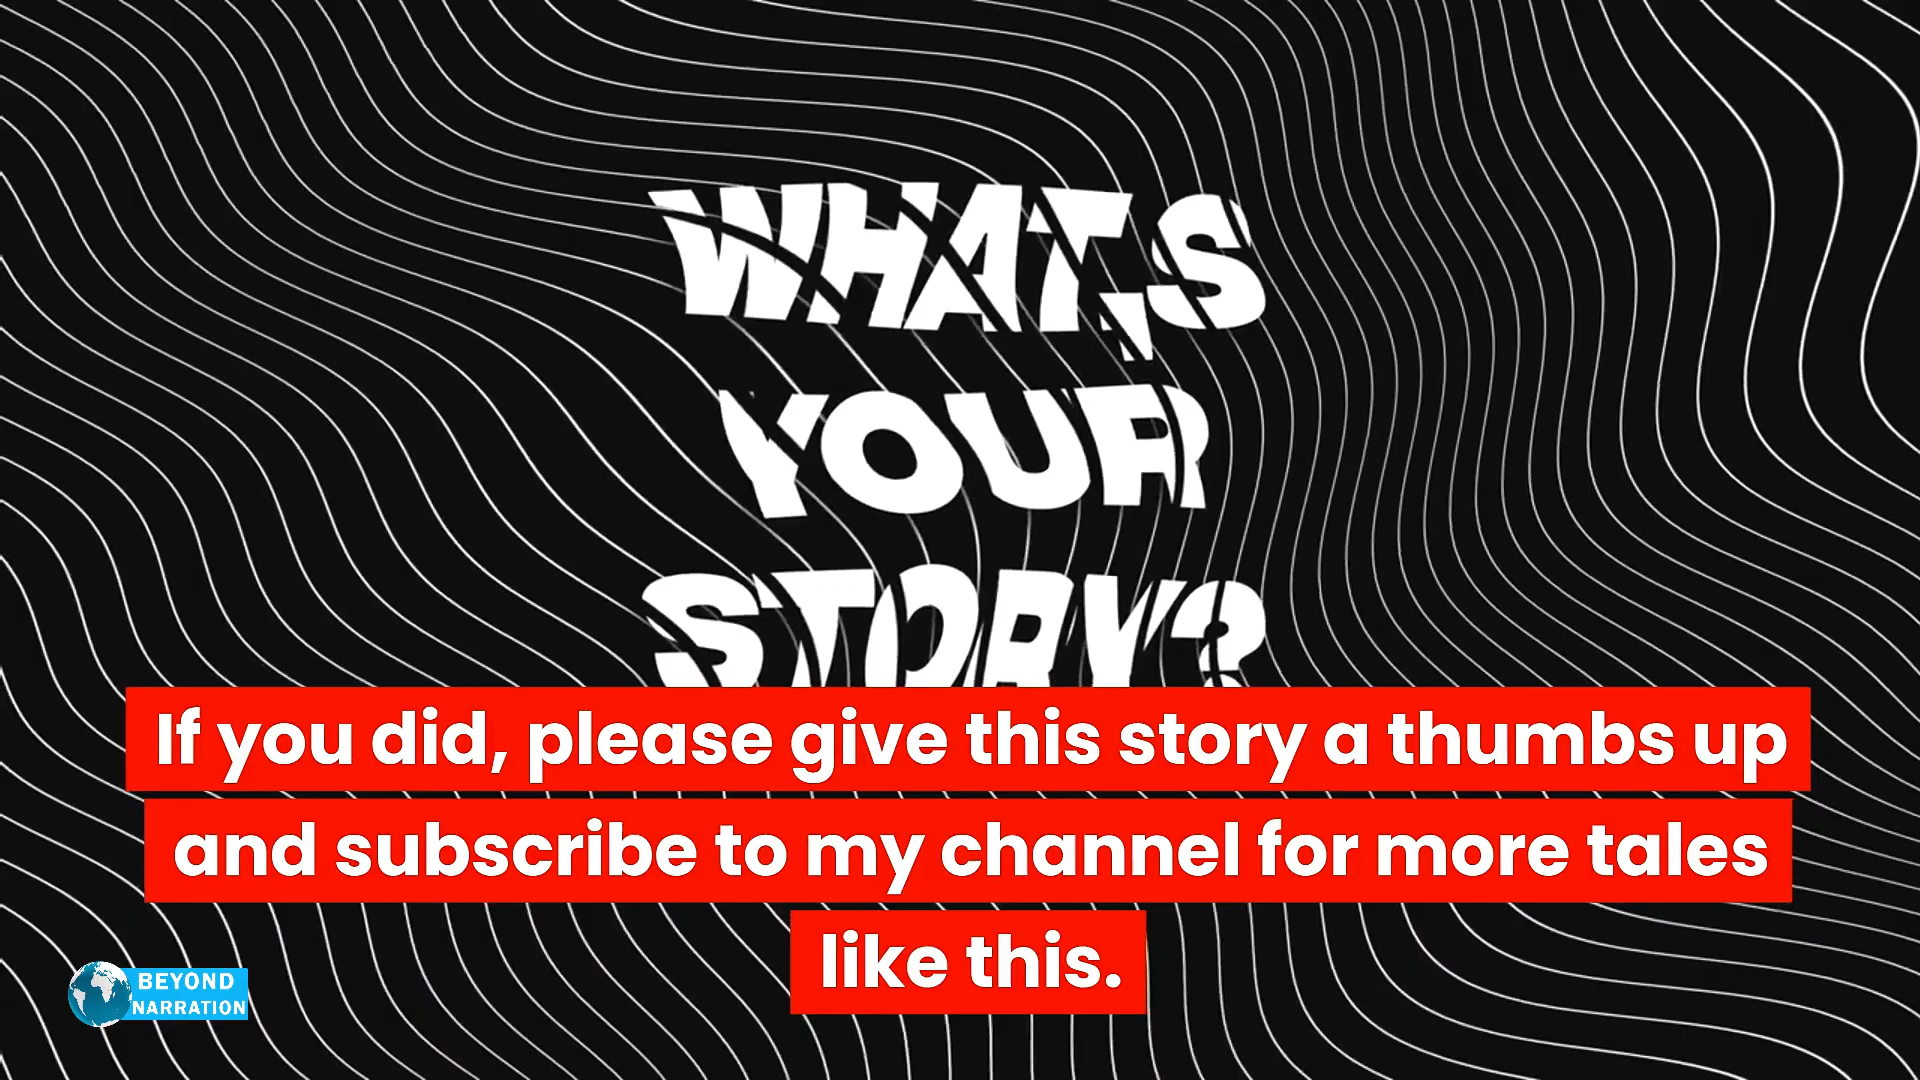 WHAT'S
YOUR
STORY?
If you did, please give this story a thumbs up
and subscribe to my channel for more tales
like this.
BEYOND
NARRATION